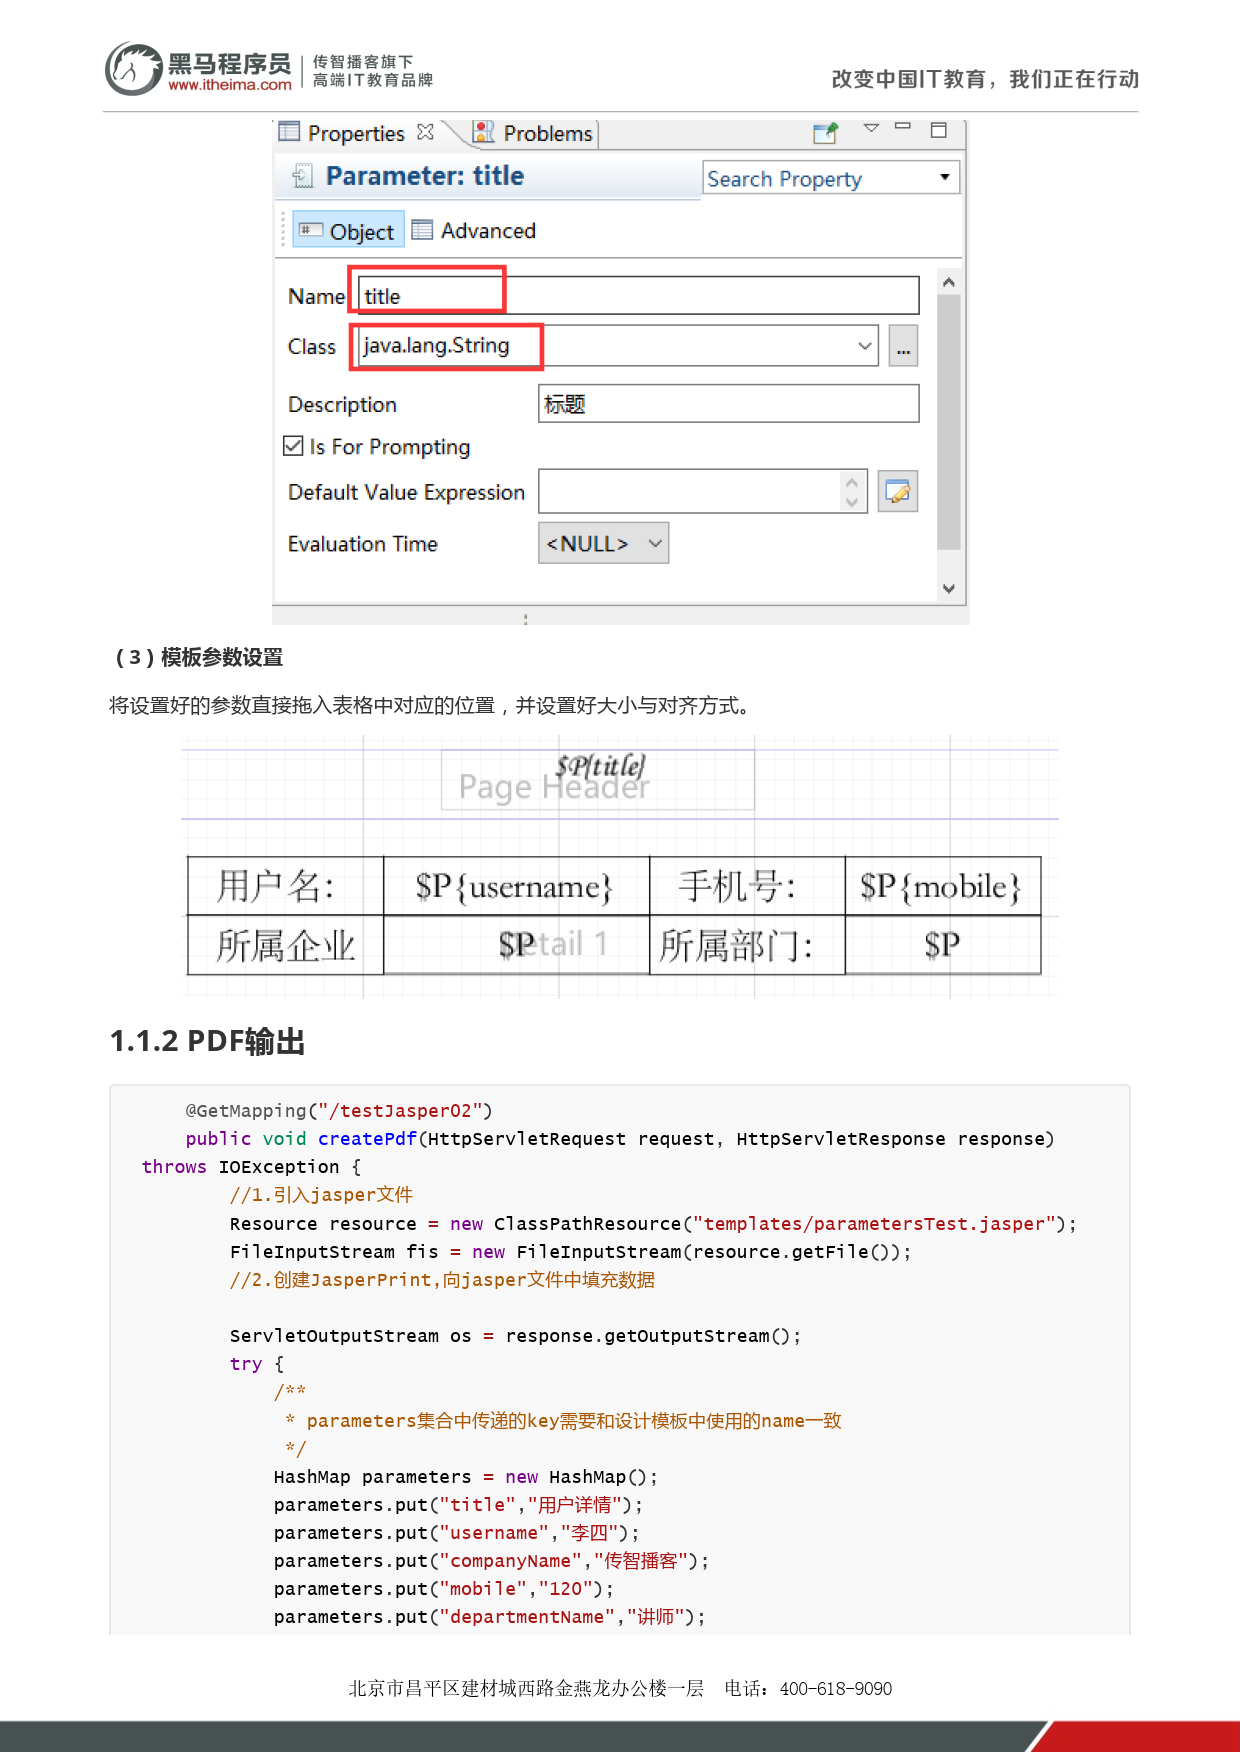 黑马程序员
www.itheima.com
传智播客旗下
高端IT教育品牌
改变中国IT教育，我们正在行动
Properties
Problems
Parameter: title
Search Property
Object
Advanced
Name title
Class java.lang.String ...
Description 标题
Is For Prompting
Default Value Expression
Evaluation Time <NULL>
（3）模板参数设置
将设置好的参数直接拖入表格中对应的位置，并设置好大小与对齐方式。
$P{title}
Page Header
用户名: $P{username} 手机号: $P{mobile}
所属企业 $P etail 1 所属部门: $P
1.1.2 PDF输出
@GetMapping("/testJasper02")
public void createPdf(HttpServletRequest request, HttpServletResponse response)
throws IOException {
//1.引入jasper文件
Resource resource = new ClassPathResource("templates/parametersTest.jasper");
FileInputStream fis = new FileInputStream(resource.getFile());
//2.创建JasperPrint,向jasper文件中填充数据
ServletOutputStream os = response.getOutputStream();
try {
/**
* parameters集合中传递的key需要和设计模板中使用的name一致
*/
HashMap parameters = new HashMap();
parameters.put("title","用户详情");
parameters.put("username","李四");
parameters.put("companyName","传智播客");
parameters.put("mobile","120");
parameters.put("departmentName","讲师");
北京市昌平区建材城西路金燕龙办公楼一层 电话：400-618-9090